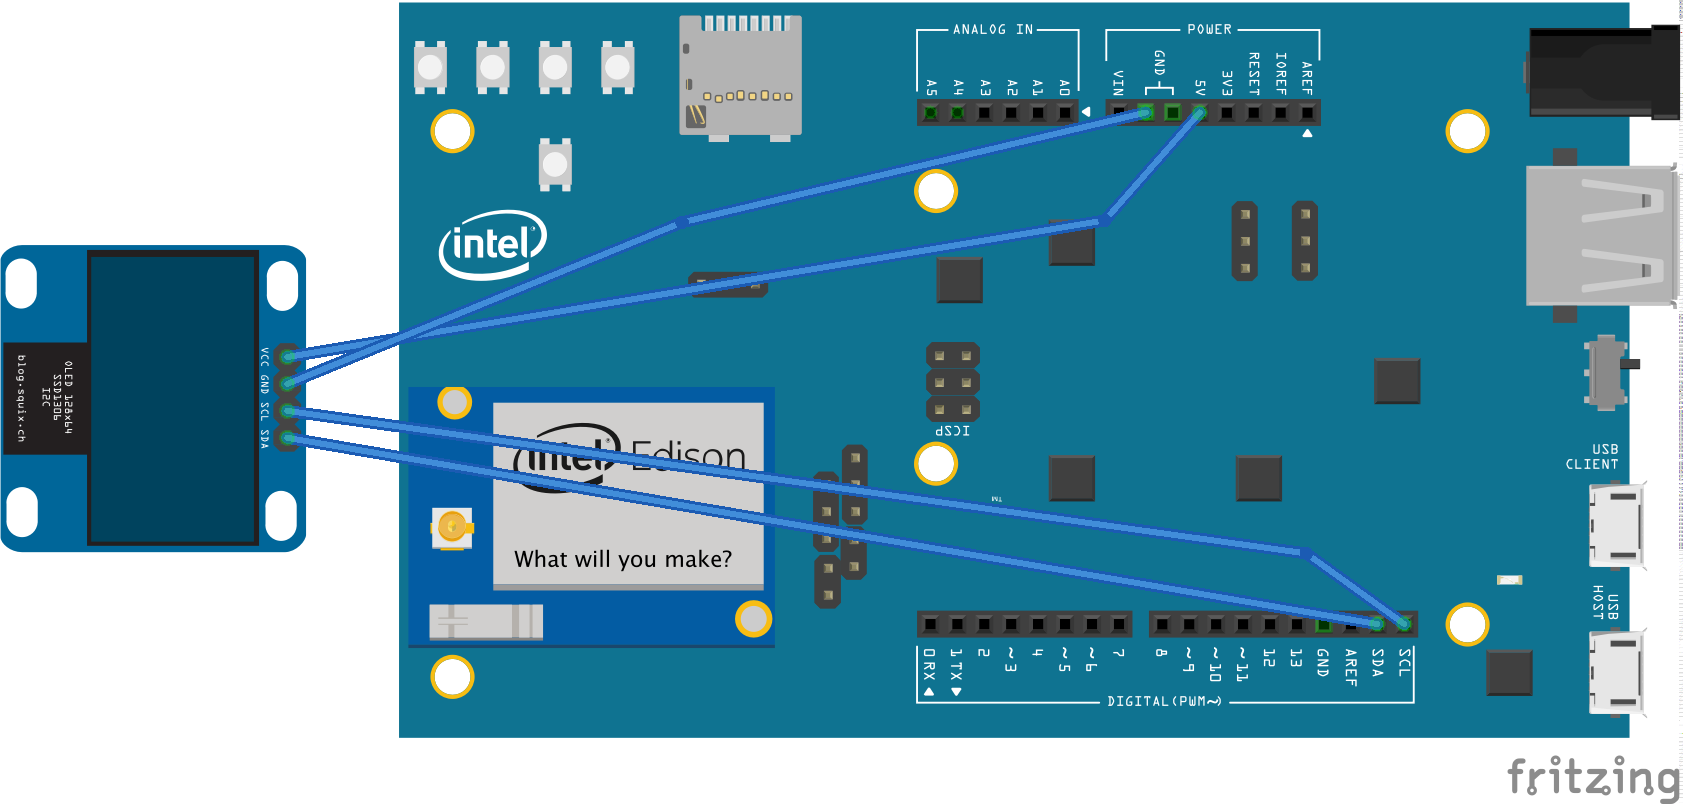 ANALOG IN
POWER
A5
A4
A3
A2
A1
A0
VIN
GND
5V
3V3
RESET
IOREF
AREF
intel
®
VCC
GND
SCL
SDA
OLED 128x64
SSD1306
I2C
blog.squix.ch
intel
®
Edison
What will you make?
ICSP
TM
USB
CLIENT
USB
HOST
0 RX
1 TX
2
~3
4
~5
~6
7
8
~9
~10
~11
12
13
GND
AREF
SDA
SCL
DIGITAL(PWM~)
fritzing